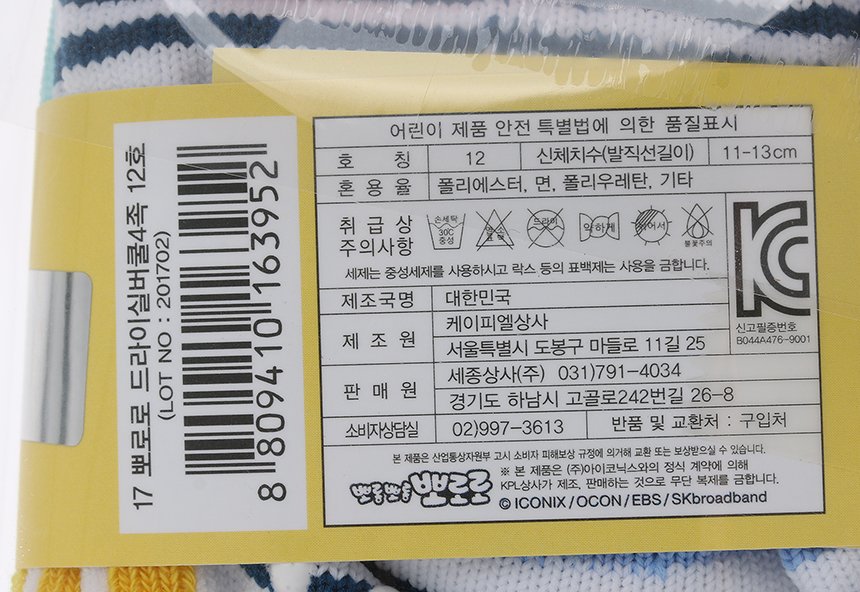 17 뽀로로 드라이실버쿨4족 12호
(LOT NO : 201702)
8 809410 163952
어린이 제품 안전 특별법에 의한 품질표시
호 칭 12 신체치수(발직선길이) 11-13cm
혼 용 율 폴리에스터, 면, 폴리우레탄, 기타
취 급 상
주의사항
손세탁
30C
중성
염소
표백
드라이
약하게
불꽃주의
세제는 중성세제를 사용하시고 락스 등의 표백제는 사용을 금합니다.
신고필증번호
B044A476-9001
제조국명 대한민국
제 조 원 케이피엘상사
서울특별시 도봉구 마들로 11길 25
판 매 원 세종상사(주) 031)791-4034
경기도 하남시 고골로242번길 26-8
소비자상담실 02)997-3613 반품 및 교환처 : 구입처
본 제품은 산업통상자원부 고시 소비자 피해보상 규정에 의거해 교환 또는 보상받으실 수 있습니다.
뽀롱뽀롱 뽀로로
※ 본 제품은 (주)아이코닉스와의 정식 계약에 의해
KPL상사가 제조, 판매하는 것으로 무단 복제를 금합니다.
© ICONIX / OCON / EBS / SKbroadband